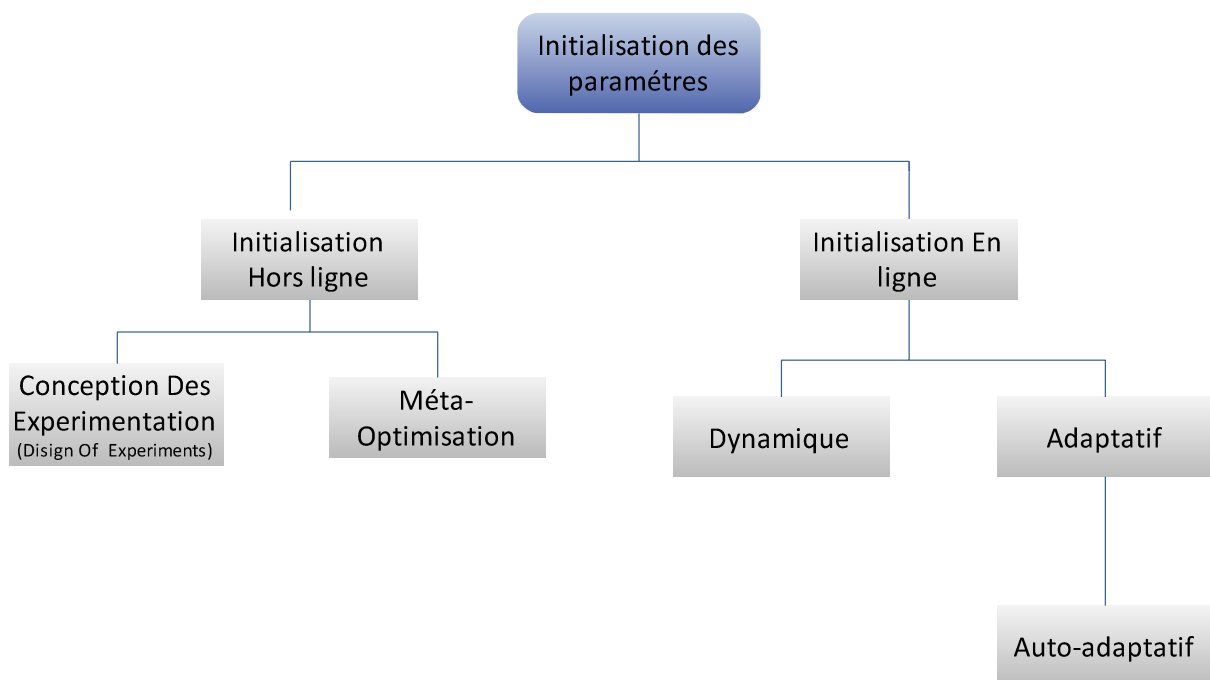 Initialisation des
paramétres
Initialisation
Hors ligne
Initialisation En
ligne
Conception Des
Experimentation
(Disign Of Experiments)
Méta-
Optimisation
Dynamique
Adaptatif
Auto-adaptatif